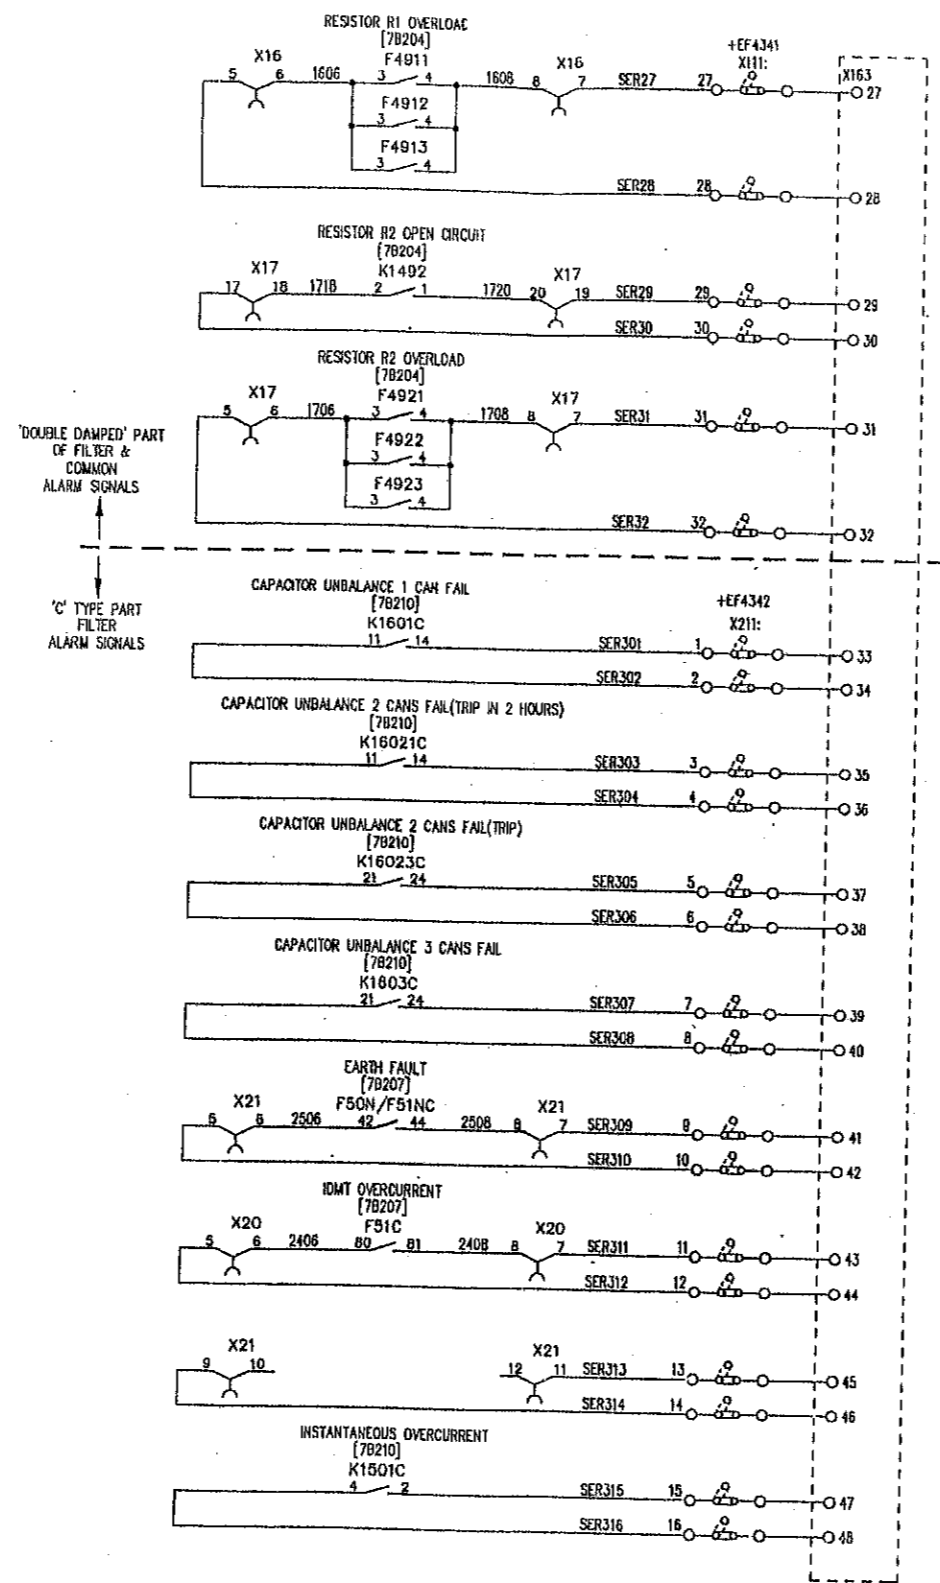 RESISTOR R1 OVERLOAD
[7B204]
+EF4341
X16 F4911 X16 X111: X163
5 6 1606 3 4 1608 8 7 SER27 27 27
F4912
3 4
F4913
3 4
SER28 28 28
RESISTOR R2 OPEN CIRCUIT
[7B204]
X17 K1492 X17
17 18 1718 2 1 1720 20 19 SER29 29 29
SER30 30 30
RESISTOR R2 OVERLOAD
[7B204]
X17 F4921 X17
5 6 1706 3 4 1708 8 7 SER31 31 31
F4922
3 4
F4923
3 4
SER32 32 32
'DOUBLE DAMPED' PART
OF FILTER &
COMMON
ALARM SIGNALS
'C' TYPE PART
FILTER
ALARM SIGNALS
CAPACITOR UNBALANCE 1 CAN FAIL
[7B210]
+EF4342
K1601C X211:
11 14 SER301 1 33
SER302 2 34
CAPACITOR UNBALANCE 2 CANS FAIL(TRIP IN 2 HOURS)
[7B210]
K16021C
11 14 SER303 3 35
SER304 4 36
CAPACITOR UNBALANCE 2 CANS FAIL(TRIP)
[7B210]
K16023C
21 24 SER305 5 37
SER306 6 38
CAPACITOR UNBALANCE 3 CANS FAIL
[7B210]
K1603C
21 24 SER307 7 39
SER308 8 40
EARTH FAULT
[7B207]
X21 F50N/F51NC X21
5 6 2506 42 44 2508 8 7 SER309 9 41
SER310 10 42
IDMT OVERCURRENT
[7B207]
X20 F51C X20
5 6 2406 80 81 2408 8 7 SER311 11 43
SER312 12 44
X21 X21
9 10 12 11 SER313 13 45
SER314 14 46
INSTANTANEOUS OVERCURRENT
[7B210]
K1501C
4 2 SER315 15 47
SER316 16 48